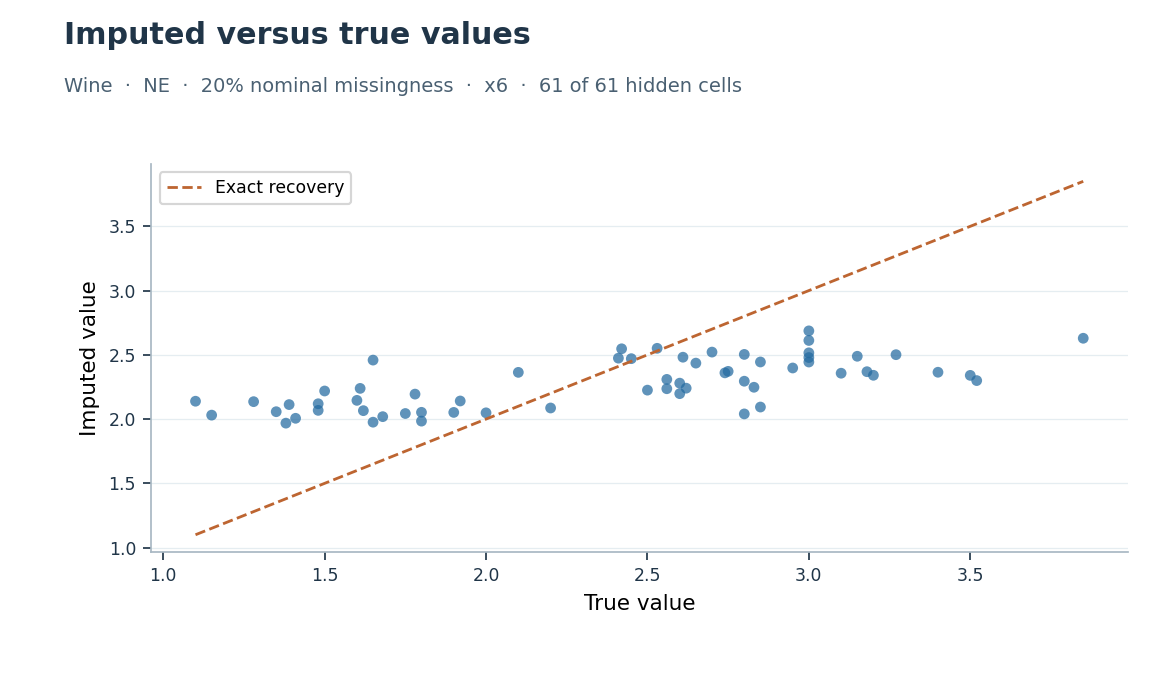 Imputed versus true values
Wine · NE · 20% nominal missingness · x6 · 61 of 61 hidden cells
Exact recovery
3.5
3.0
2.5
2.0
1.5
1.0
Imputed value
1.0 1.5 2.0 2.5 3.0 3.5
True value